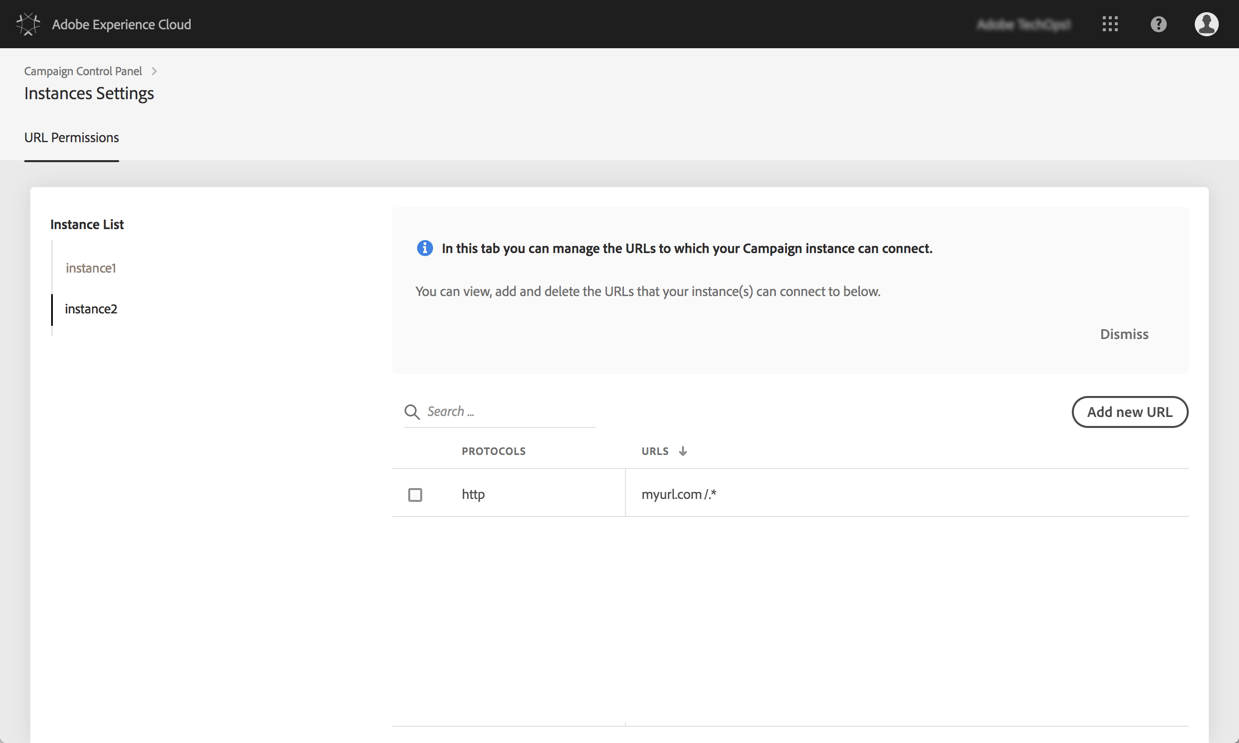 Adobe Experience Cloud
Campaign Control Panel
Instances Settings
URL Permissions
Instance List
instance1
instance2
In this tab you can manage the URLs to which your Campaign instance can connect.
You can view, add and delete the URLs that your instance(s) can connect to below.
Dismiss
Search ...
Add new URL
PROTOCOLS URLS
http myurl.com/.*